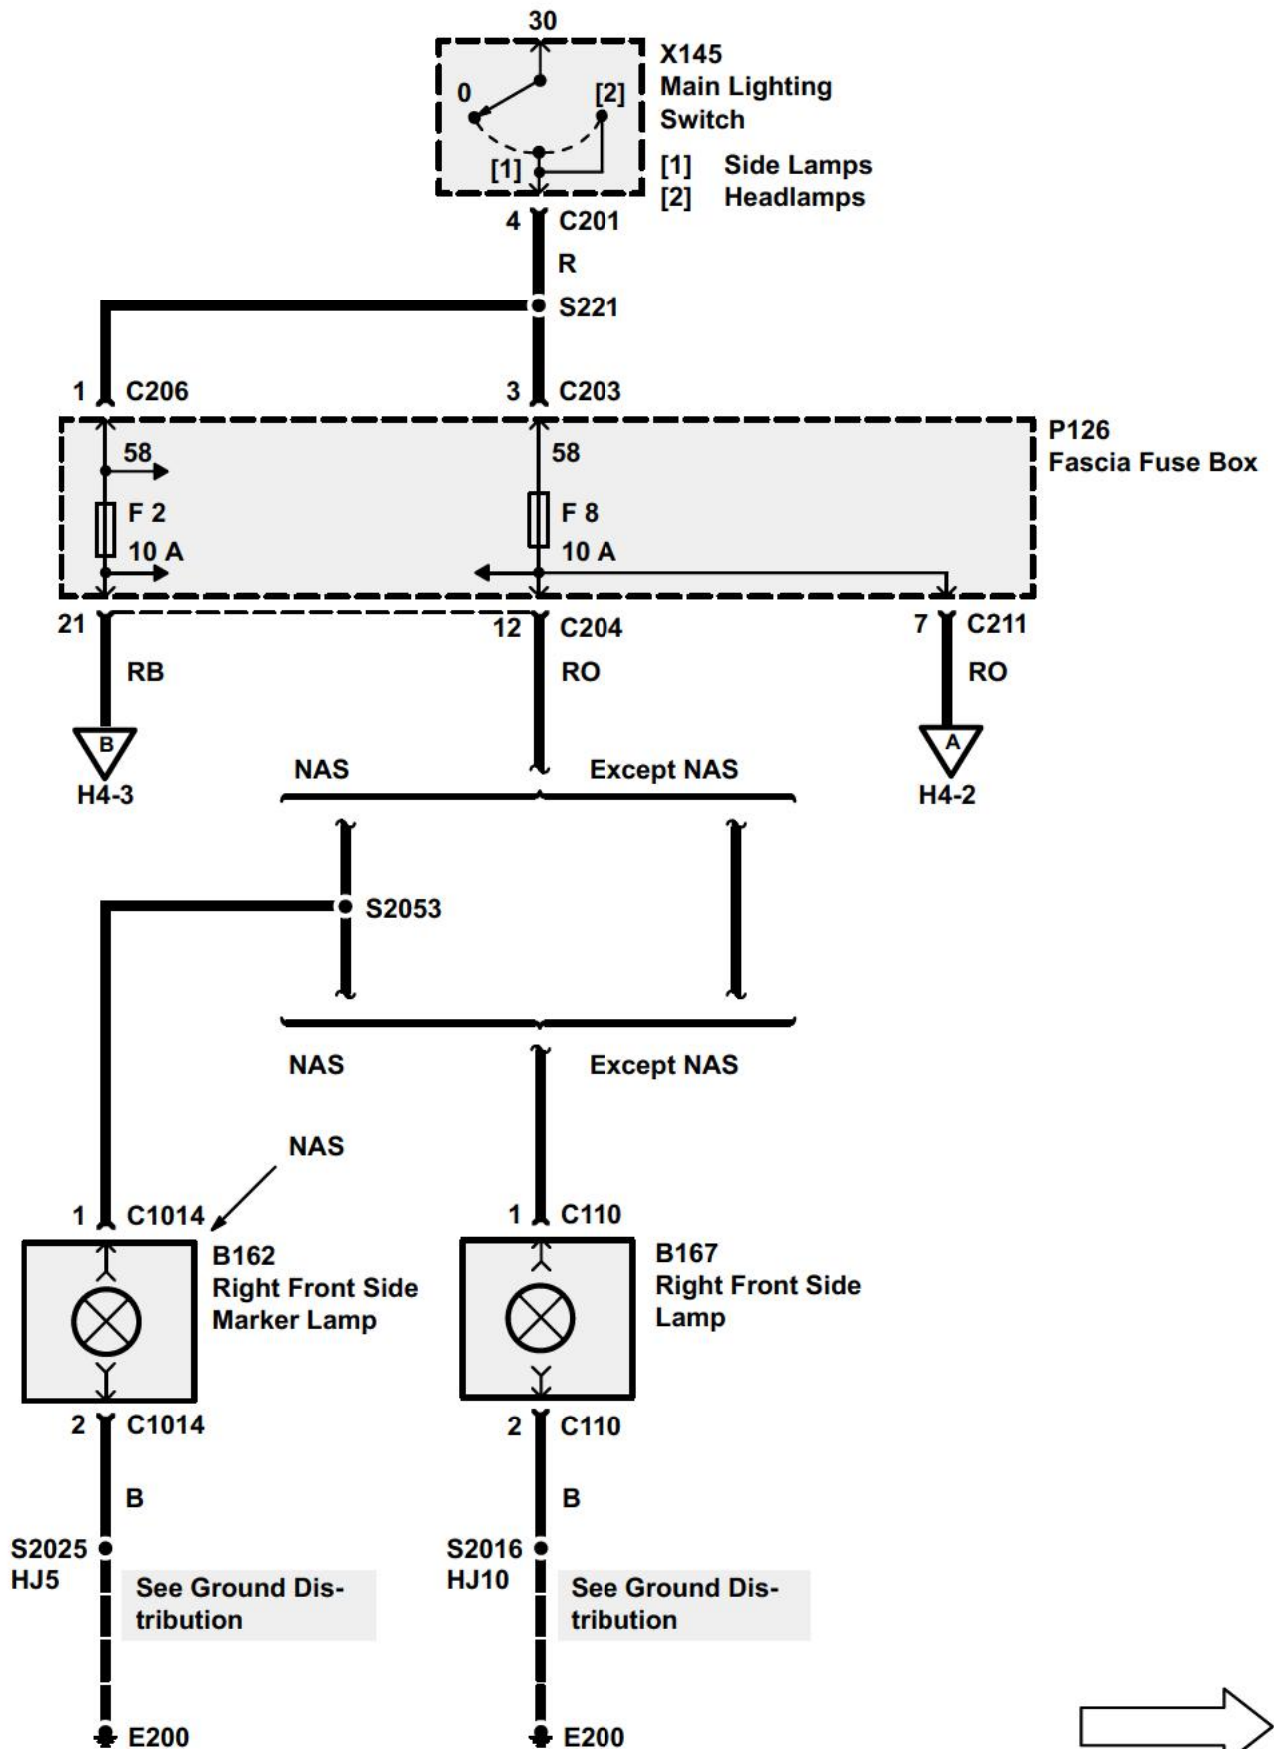 30
X145
Main Lighting
Switch
0
[2]
[1]
[1] Side Lamps
[2] Headlamps
4 C201
R
S221
1 C206
3 C203
P126
Fascia Fuse Box
58
58
F 2
10 A
F 8
10 A
21
12 C204
7 C211
RB
RO
RO
B
H4-3
A
H4-2
NAS
Except NAS
S2053
NAS
Except NAS
NAS
1 C1014
1 C110
B162
Right Front Side
Marker Lamp
B167
Right Front Side
Lamp
2 C1014
2 C110
B
B
S2025
HJ5
S2016
HJ10
See Ground Dis-
tribution
See Ground Dis-
tribution
E200
E200